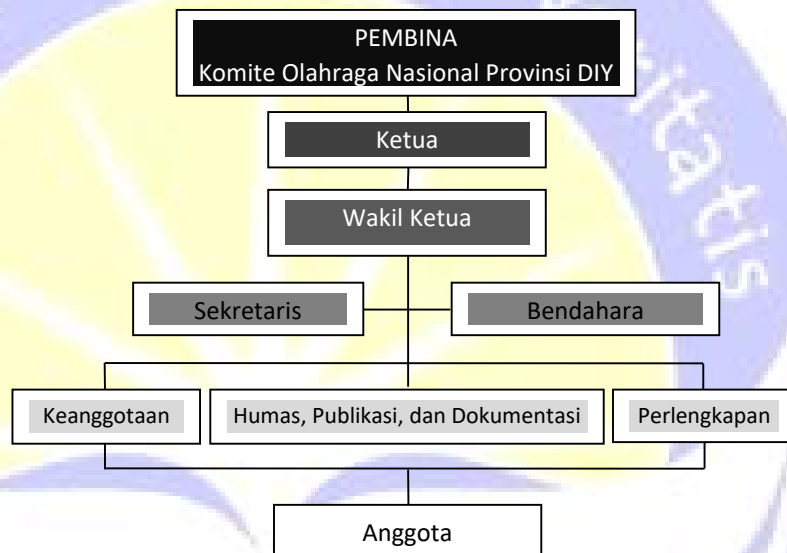 PEMBINA
Komite Olahraga Nasional Provinsi DIY
Ketua
Wakil Ketua
Sekretaris
Bendahara
Keanggotaan
Humas, Publikasi, dan Dokumentasi
Perlengkapan
Anggota